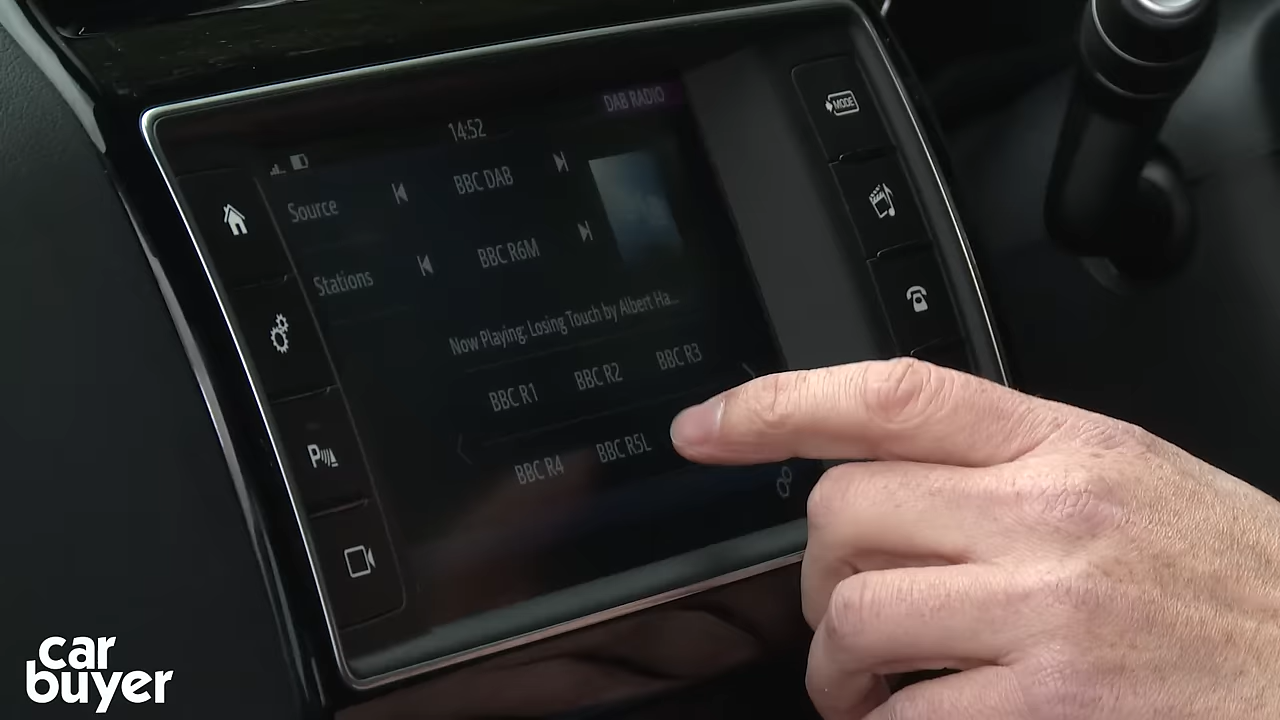 14:52
DAB RADIO
Source
BBC DAB
Stations
BBC R6M
Now Playing: Losing Touch by Albert Ha...
BBC R1
BBC R2
BBC R3
BBC R4
BBC R5L
MODE
P
car
buyer